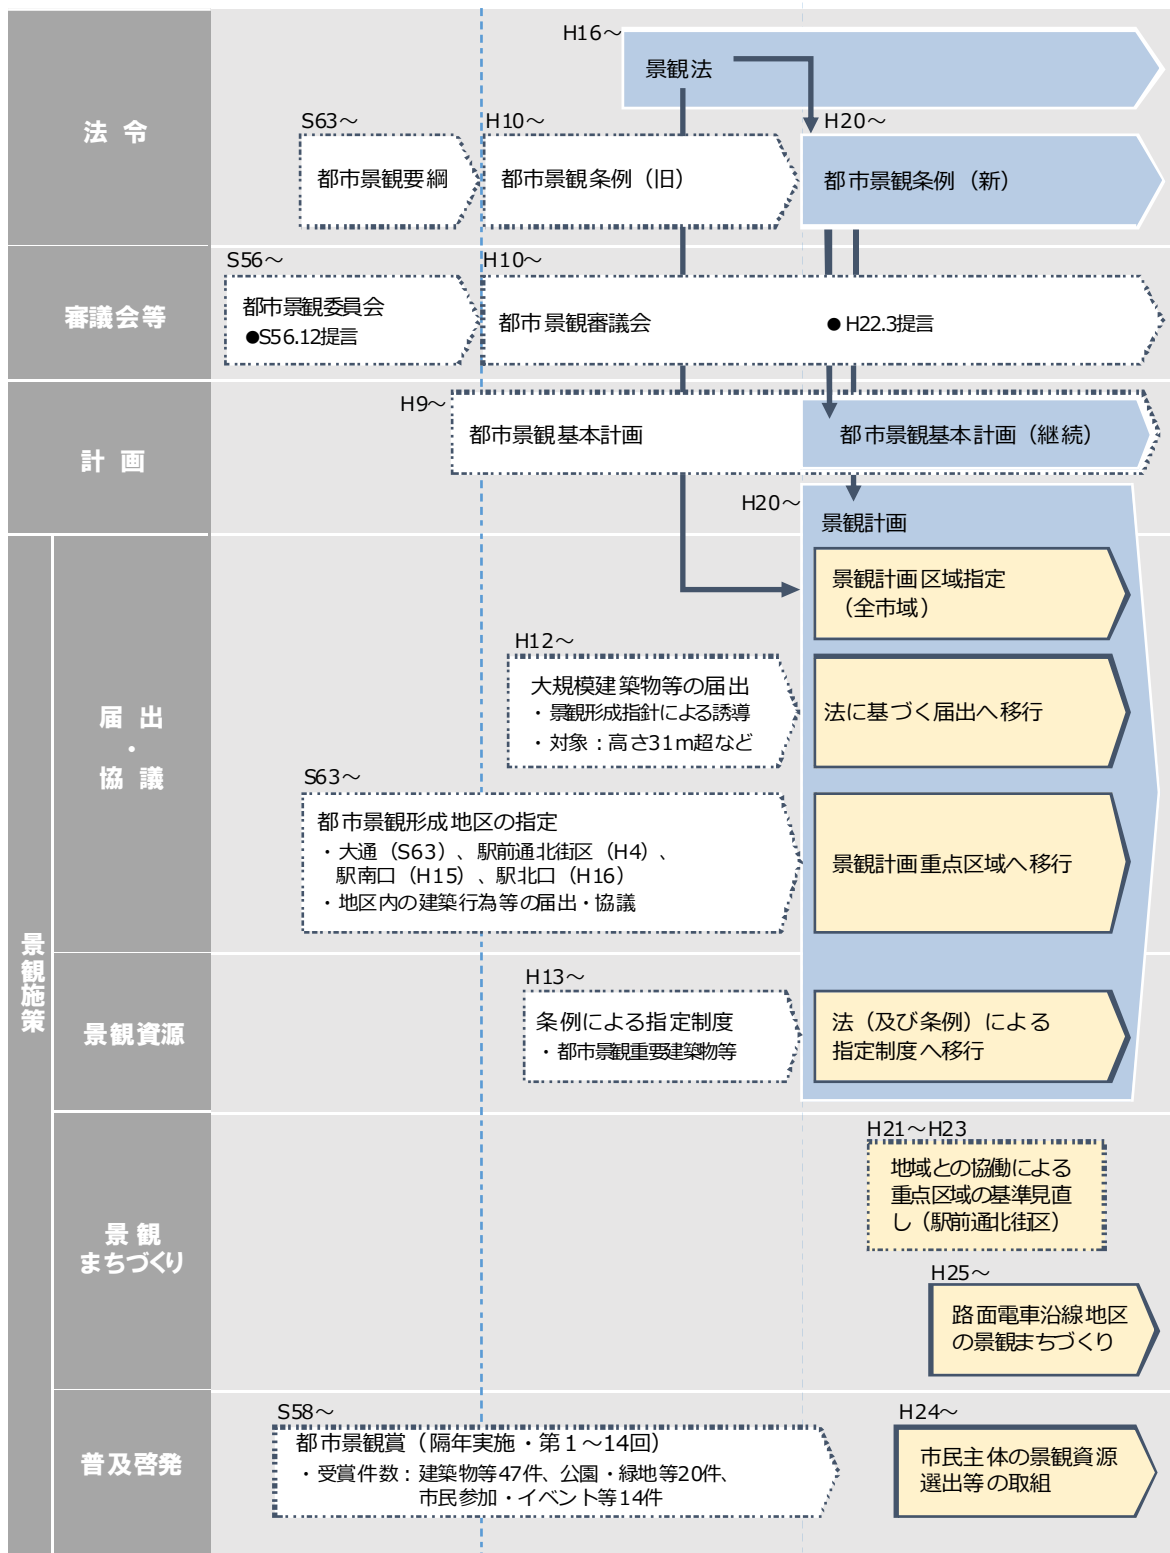 法 令
H16～
景観法
S63～
都市景観要綱
H10～
都市景観条例（旧）
H20～
都市景観条例（新）
審議会等
S56～
都市景観委員会
●S56.12提言
H10～
都市景観審議会
● H22.3提言
計 画
H9～
都市景観基本計画
都市景観基本計画（継続）
H20～
景観計画
景観施策
届 出
・
協 議
景観計画区域指定
（全市域）
H12～
大規模建築物等の届出
・景観形成指針による誘導
・対象：高さ31m超など
法に基づく届出へ移行
S63～
都市景観形成地区の指定
・大通（S63）、駅前通北街区（H4）、
駅南口（H15）、駅北口（H16）
・地区内の建築行為等の届出・協議
景観計画重点区域へ移行
景観資源
H13～
条例による指定制度
・都市景観重要建築物等
法（及び条例）による
指定制度へ移行
景 観
まちづくり
H21～H23
地域との協働による
重点区域の基準見直
し（駅前通北街区）
H25～
路面電車沿線地区
の景観まちづくり
普及啓発
S58～
都市景観賞（隔年実施・第１～14回）
・受賞件数：建築物等47件、公園・緑地等20件、
市民参加・イベント等14件
H24～
市民主体の景観資源
選出等の取組